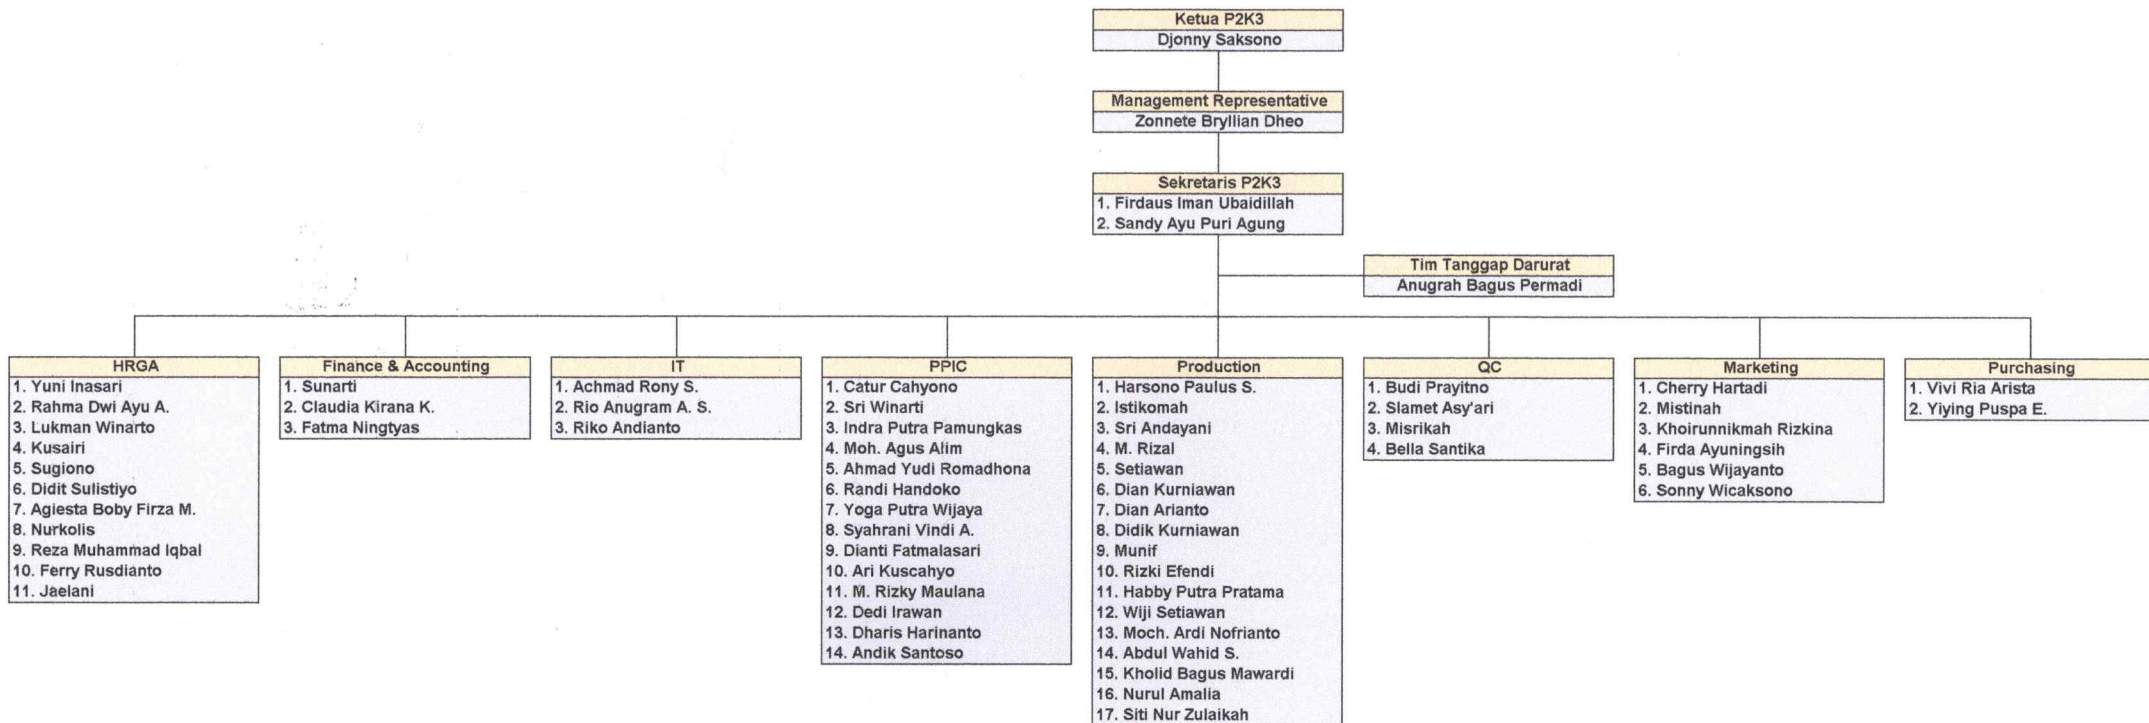 Ketua P2K3
Djonny Saksono
Management Representative
Zonnete Bryllian Dheo
Sekretaris P2K3
1. Firdaus Iman Ubaidillah
2. Sandy Ayu Puri Agung
Tim Tanggap Darurat
Anugrah Bagus Permadi
HRGA
1. Yuni Inasari
2. Rahma Dwi Ayu A.
3. Lukman Winarto
4. Kusairi
5. Sugiono
6. Didit Sulistiyo
7. Agiesta Boby Firza M.
8. Nurkolis
9. Reza Muhammad Iqbal
10. Ferry Rusdianto
11. Jaelani
Finance & Accounting
1. Sunarti
2. Claudia Kirana K.
3. Fatma Ningtyas
IT
1. Achmad Rony S.
2. Rio Anugram A. S.
3. Riko Andianto
PPIC
1. Catur Cahyono
2. Sri Winarti
3. Indra Putra Pamungkas
4. Moh. Agus Alim
5. Ahmad Yudi Romadhona
6. Randi Handoko
7. Yoga Putra Wijaya
8. Syahrani Vindi A.
9. Dianti Fatmalasari
10. Ari Kuscahyo
11. M. Rizky Maulana
12. Dedi Irawan
13. Dharis Harinanto
14. Andik Santoso
Production
1. Harsono Paulus S.
2. Istikomah
3. Sri Andayani
4. M. Rizal
5. Setiawan
6. Dian Kurniawan
7. Dian Arianto
8. Didik Kurniawan
9. Munif
10. Rizki Efendi
11. Habby Putra Pratama
12. Wiji Setiawan
13. Moch. Ardi Nofrianto
14. Abdul Wahid S.
15. Kholid Bagus Mawardi
16. Nurul Amalia
17. Siti Nur Zulaikah
QC
1. Budi Prayitno
2. Slamet Asy'ari
3. Misrikah
4. Bella Santika
Marketing
1. Cherry Hartadi
2. Mistinah
3. Khoirunnikmah Rizkina
4. Firda Ayuningsih
5. Bagus Wijayanto
6. Sonny Wicaksono
Purchasing
1. Vivi Ria Arista
2. Yiying Puspa E.